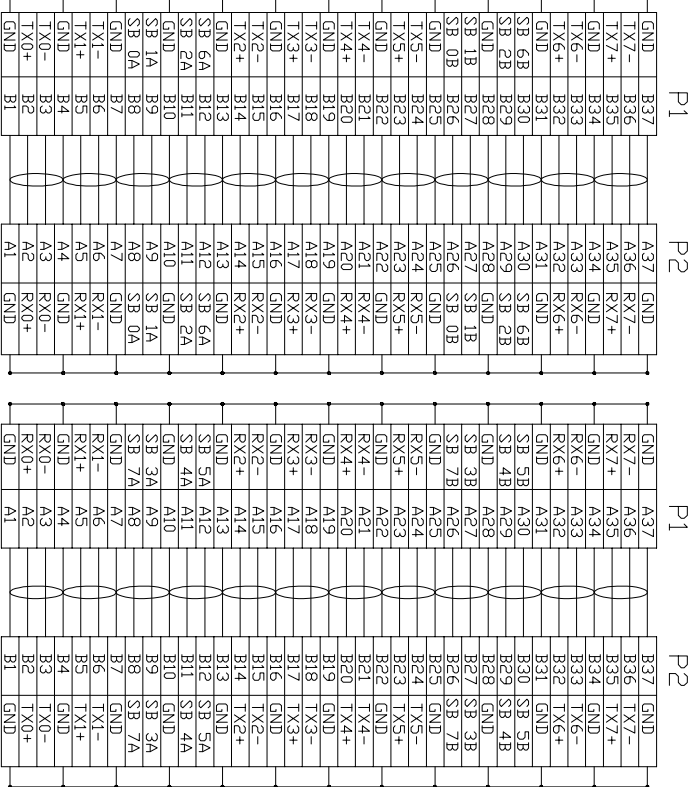 P1 P2 P1 P2
GND B37 A37 GND GND A37 B37 GND
TX7- B36 A36 RX7- RX7- A36 B36 TX7-
TX7+ B35 A35 RX7+ RX7+ A35 B35 TX7+
GND B34 A34 GND GND A34 B34 GND
TX6- B33 A33 RX6- RX6- A33 B33 TX6-
TX6+ B32 A32 RX6+ RX6+ A32 B32 TX6+
GND B31 A31 GND GND A31 B31 GND
SB 6B B30 A30 SB 6B SB 5B A30 B30 SB 5B
SB 2B B29 A29 SB 2B SB 4B A29 B29 SB 4B
GND B28 A28 GND GND A28 B28 GND
SB 1B B27 A27 SB 1B SB 3B A27 B27 SB 3B
SB 0B B26 A26 SB 0B SB 7B A26 B26 SB 7B
GND B25 A25 GND GND A25 B25 GND
TX5- B24 A24 RX5- RX5- A24 B24 TX5-
TX5+ B23 A23 RX5+ RX5+ A23 B23 TX5+
GND B22 A22 GND GND A22 B22 GND
TX4- B21 A21 RX4- RX4- A21 B21 TX4-
TX4+ B20 A20 RX4+ RX4+ A20 B20 TX4+
GND B19 A19 GND GND A19 B19 GND
TX3- B18 A18 RX3- RX3- A18 B18 TX3-
TX3+ B17 A17 RX3+ RX3+ A17 B17 TX3+
GND B16 A16 GND GND A16 B16 GND
TX2- B15 A15 RX2- RX2- A15 B15 TX2-
TX2+ B14 A14 RX2+ RX2+ A14 B14 TX2+
GND B13 A13 GND GND A13 B13 GND
SB 6A B12 A12 SB 6A SB 5A A12 B12 SB 5A
SB 2A B11 A11 SB 2A SB 4A A11 B11 SB 4A
GND B10 A10 GND GND A10 B10 GND
SB 1A B9 A9 SB 1A SB 3A A9 B9 SB 3A
SB 0A B8 A8 SB 0A SB 7A A8 B8 SB 7A
GND B7 A7 GND GND A7 B7 GND
TX1- B6 A6 RX1- RX1- A6 B6 TX1-
TX1+ B5 A5 RX1+ RX1+ A5 B5 TX1+
GND B4 A4 GND GND A4 B4 GND
TX0- B3 A3 RX0- RX0- A3 B3 TX0-
TX0+ B2 A2 RX0+ RX0+ A2 B2 TX0+
GND B1 A1 GND GND A1 B1 GND